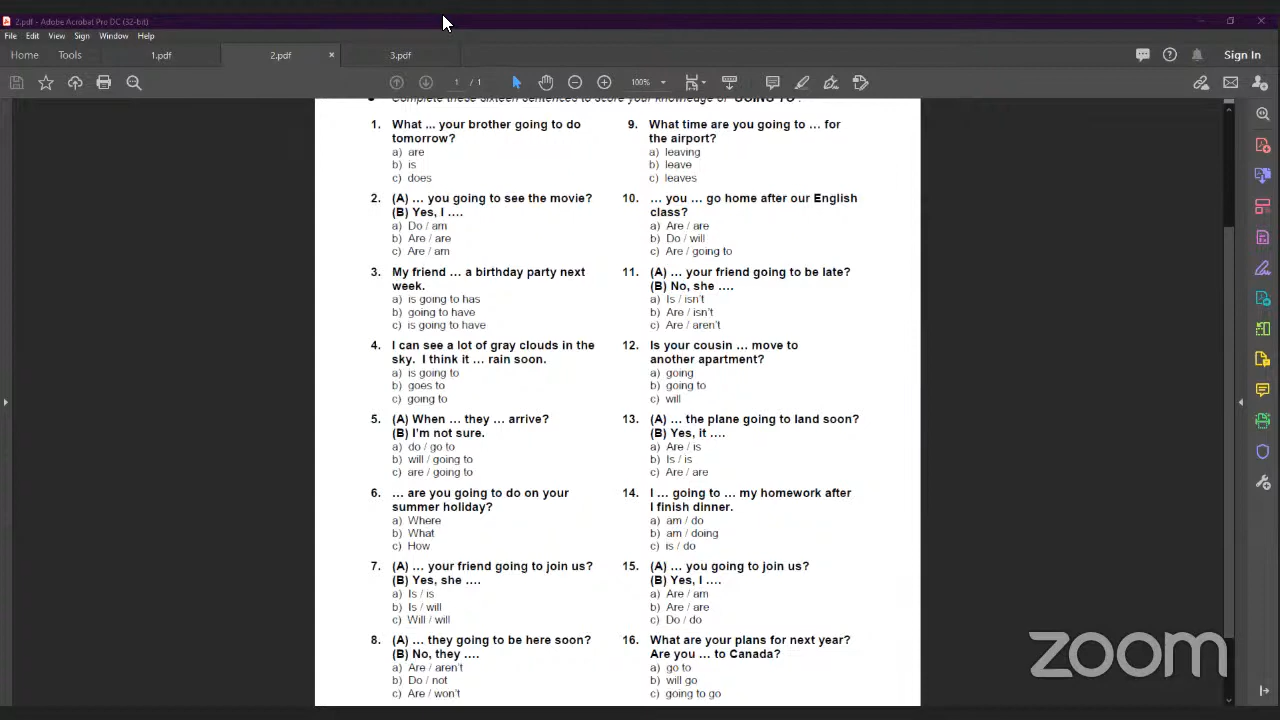 2.pdf - Adobe Acrobat Pro DC (32-bit)
File Edit View Sign Window Help
Home Tools 1.pdf 2.pdf × 3.pdf Sign In
1 / 1 100%
Complete these sixteen sentences to score your knowledge of 'GOING TO'.
1. What ... your brother going to do
tomorrow?
a) are
b) is
c) does
2. (A) … you going to see the movie?
(B) Yes, I ….
a) Do / am
b) Are / are
c) Are / am
3. My friend … a birthday party next
week.
a) is going to has
b) going to have
c) is going to have
4. I can see a lot of gray clouds in the
sky. I think it … rain soon.
a) is going to
b) goes to
c) going to
5. (A) When … they … arrive?
(B) I'm not sure.
a) do / go to
b) will / going to
c) are / going to
6. … are you going to do on your
summer holiday?
a) Where
b) What
c) How
7. (A) … your friend going to join us?
(B) Yes, she ….
a) Is / is
b) Is / will
c) Will / will
8. (A) … they going to be here soon?
(B) No, they ….
a) Are / aren't
b) Do / not
c) Are / won't
9. What time are you going to … for
the airport?
a) leaving
b) leave
c) leaves
10. … you … go home after our English
class?
a) Are / are
b) Do / will
c) Are / going to
11. (A) … your friend going to be late?
(B) No, she ….
a) Is / isn't
b) Are / isn't
c) Are / aren't
12. Is your cousin … move to
another apartment?
a) going
b) going to
c) will
13. (A) … the plane going to land soon?
(B) Yes, it ….
a) Are / is
b) Is / is
c) Are / are
14. I … going to … my homework after
I finish dinner.
a) am / do
b) am / doing
c) is / do
15. (A) … you going to join us?
(B) Yes, I ….
a) Are / am
b) Are / are
c) Do / do
16. What are your plans for next year?
Are you … to Canada?
a) go to
b) will go
c) going to go
zoom